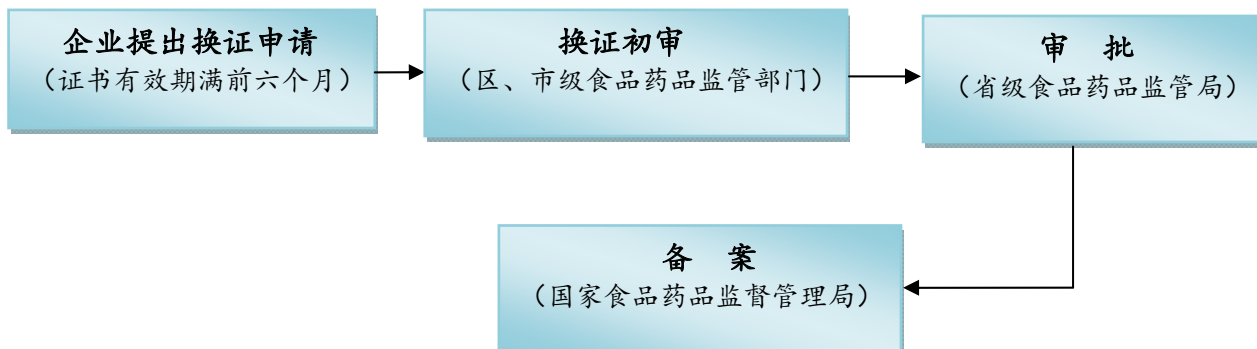 企业提出换证申请
（证书有效期满前六个月）
换证初审
（区、市级食品药品监管部门）
审 批
（省级食品药品监管局）
备 案
（国家食品药品监督管理局）